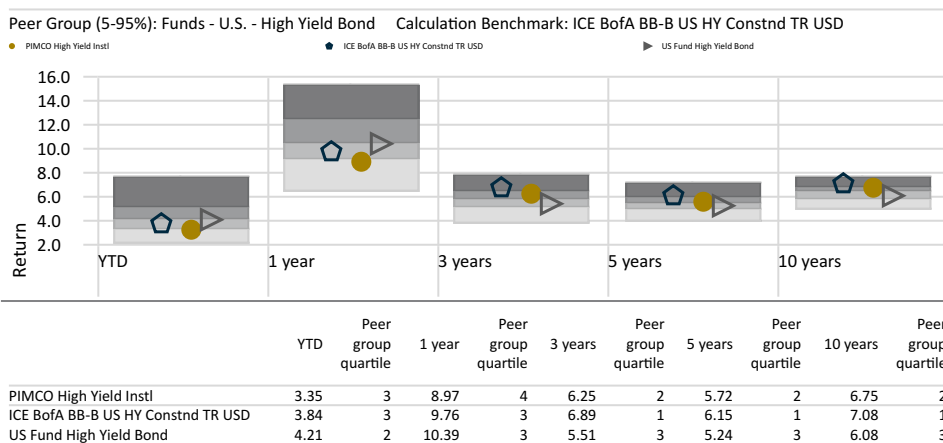 Peer Group (5-95%): Funds - U.S. - High Yield Bond Calculation Benchmark: ICE BofA BB-B US HY Constnd TR USD
PIMCO High Yield Instl ICE BofA BB-B US HY Constnd TR USD US Fund High Yield Bond
16.0
14.0
12.0
10.0
8.0
6.0
4.0
2.0
Return
YTD 1 year 3 years 5 years 10 years
Peer Peer Peer Peer Peer
YTD group 1 year group 3 years group 5 years group 10 years group
quartile quartile quartile quartile quartile
PIMCO High Yield Instl 3.35 3 8.97 4 6.25 2 5.72 2 6.75 2
ICE BofA BB-B US HY Constnd TR USD 3.84 3 9.76 3 6.89 1 6.15 1 7.08 1
US Fund High Yield Bond 4.21 2 10.39 3 5.51 3 5.24 3 6.08 3